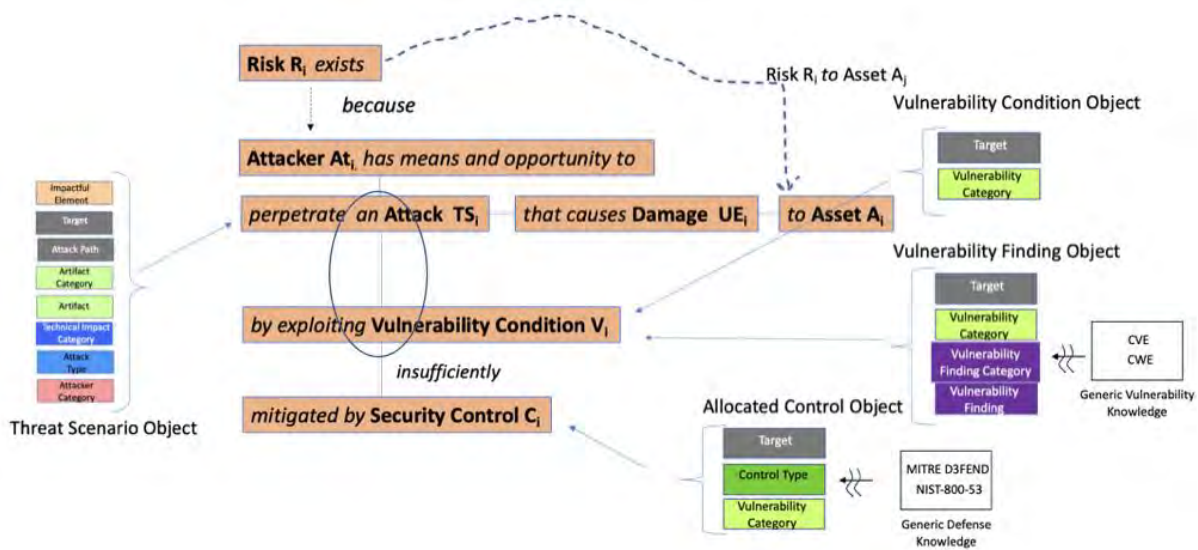 Risk Ri exists
because
Risk Ri to Asset Aj
Attacker Ati, has means and opportunity to
perpetrate an Attack TSi
that causes Damage UEi
to Asset Ai
by exploiting Vulnerability Condition Vi
insufficiently
mitigated by Security Control Ci
Impactful
Element
Target
Attack Path
Artifact
Category
Artifact
Technical Impact
Category
Attack
Type
Attacker
Category
Threat Scenario Object
Vulnerability Condition Object
Target
Vulnerability
Category
Vulnerability Finding Object
Target
Vulnerability
Category
Vulnerability
Finding Category
Vulnerability
Finding
CVE
CWE
Generic Vulnerability
Knowledge
Allocated Control Object
Target
Control Type
Vulnerability
Category
MITRE D3FEND
NIST-800-53
Generic Defense
Knowledge